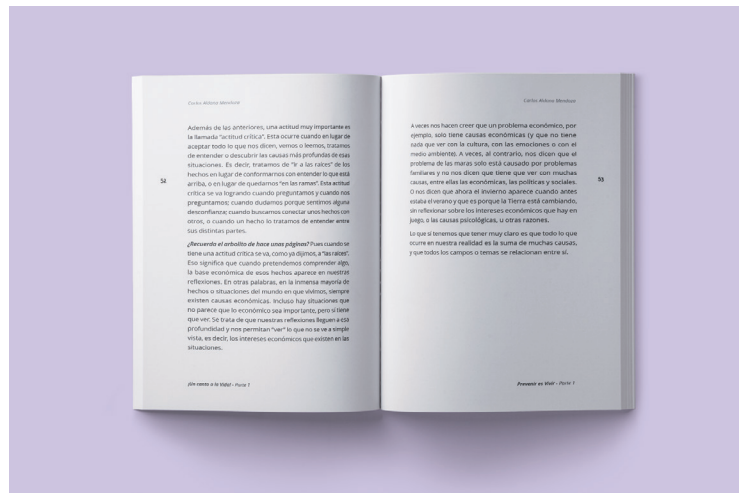 Carlos Aldana Mendoza
Además de las anteriores, una actitud muy importante es
la llamada "actitud crítica". Esta ocurre cuando en lugar de
aceptar todo lo que nos dicen, vemos o leemos, tratamos
de entender o descubrir las causas más profundas de esas
situaciones. Es decir, tratamos de "ir a las raíces" de los
hechos en lugar de conformarnos con entender lo que está
arriba, o en lugar de quedarnos "en las ramas". Esta actitud
crítica se va logrando cuando preguntamos y cuando nos
preguntamos; cuando dudamos porque sentimos alguna
desconfianza; cuando buscamos conectar unos hechos con
otros, o cuando un hecho lo tratamos de entender entre
sus distintas partes.
¿Recuerda el arbolito de hace unas páginas? Pues cuando se
tiene una actitud crítica se va, como ya dijimos, a "las raíces".
Eso significa que cuando pretendemos comprender algo,
la base económica de esos hechos aparece en nuestras
reflexiones. En otras palabras, en la inmensa mayoría de
hechos o situaciones del mundo en que vivimos, siempre
existen causas económicas. Incluso hay situaciones que
no parece que lo económico sea importante, pero sí tiene
que ver. Se trata de que nuestras reflexiones lleguen a esa
profundidad y nos permitan "ver" lo que no se ve a simple
vista, es decir, los intereses económicos que existen en las
situaciones.
52
¡Un canto a la Vida! - Parte 1
Carlos Aldana Mendoza
A veces nos hacen creer que un problema económico, por
ejemplo, solo tiene causas económicas (y que no tiene
nada que ver con la cultura, con las emociones o con el
medio ambiente). A veces, al contrario, nos dicen que el
problema de las maras solo está causado por problemas
familiares y no nos dicen que tiene que ver con muchas
causas, entre ellas las económicas, las políticas y sociales.
O nos dicen que ahora el invierno aparece cuando antes
estaba el verano y que es porque la Tierra está cambiando,
sin reflexionar sobre los intereses económicos que hay en
juego, o las causas psicológicas, u otras razones.
Lo que sí tenemos que tener muy claro es que todo lo que
ocurre en nuestra realidad es la suma de muchas causas,
y que todos los campos o temas se relacionan entre sí.
53
Prevenir es Vivir - Parte 1